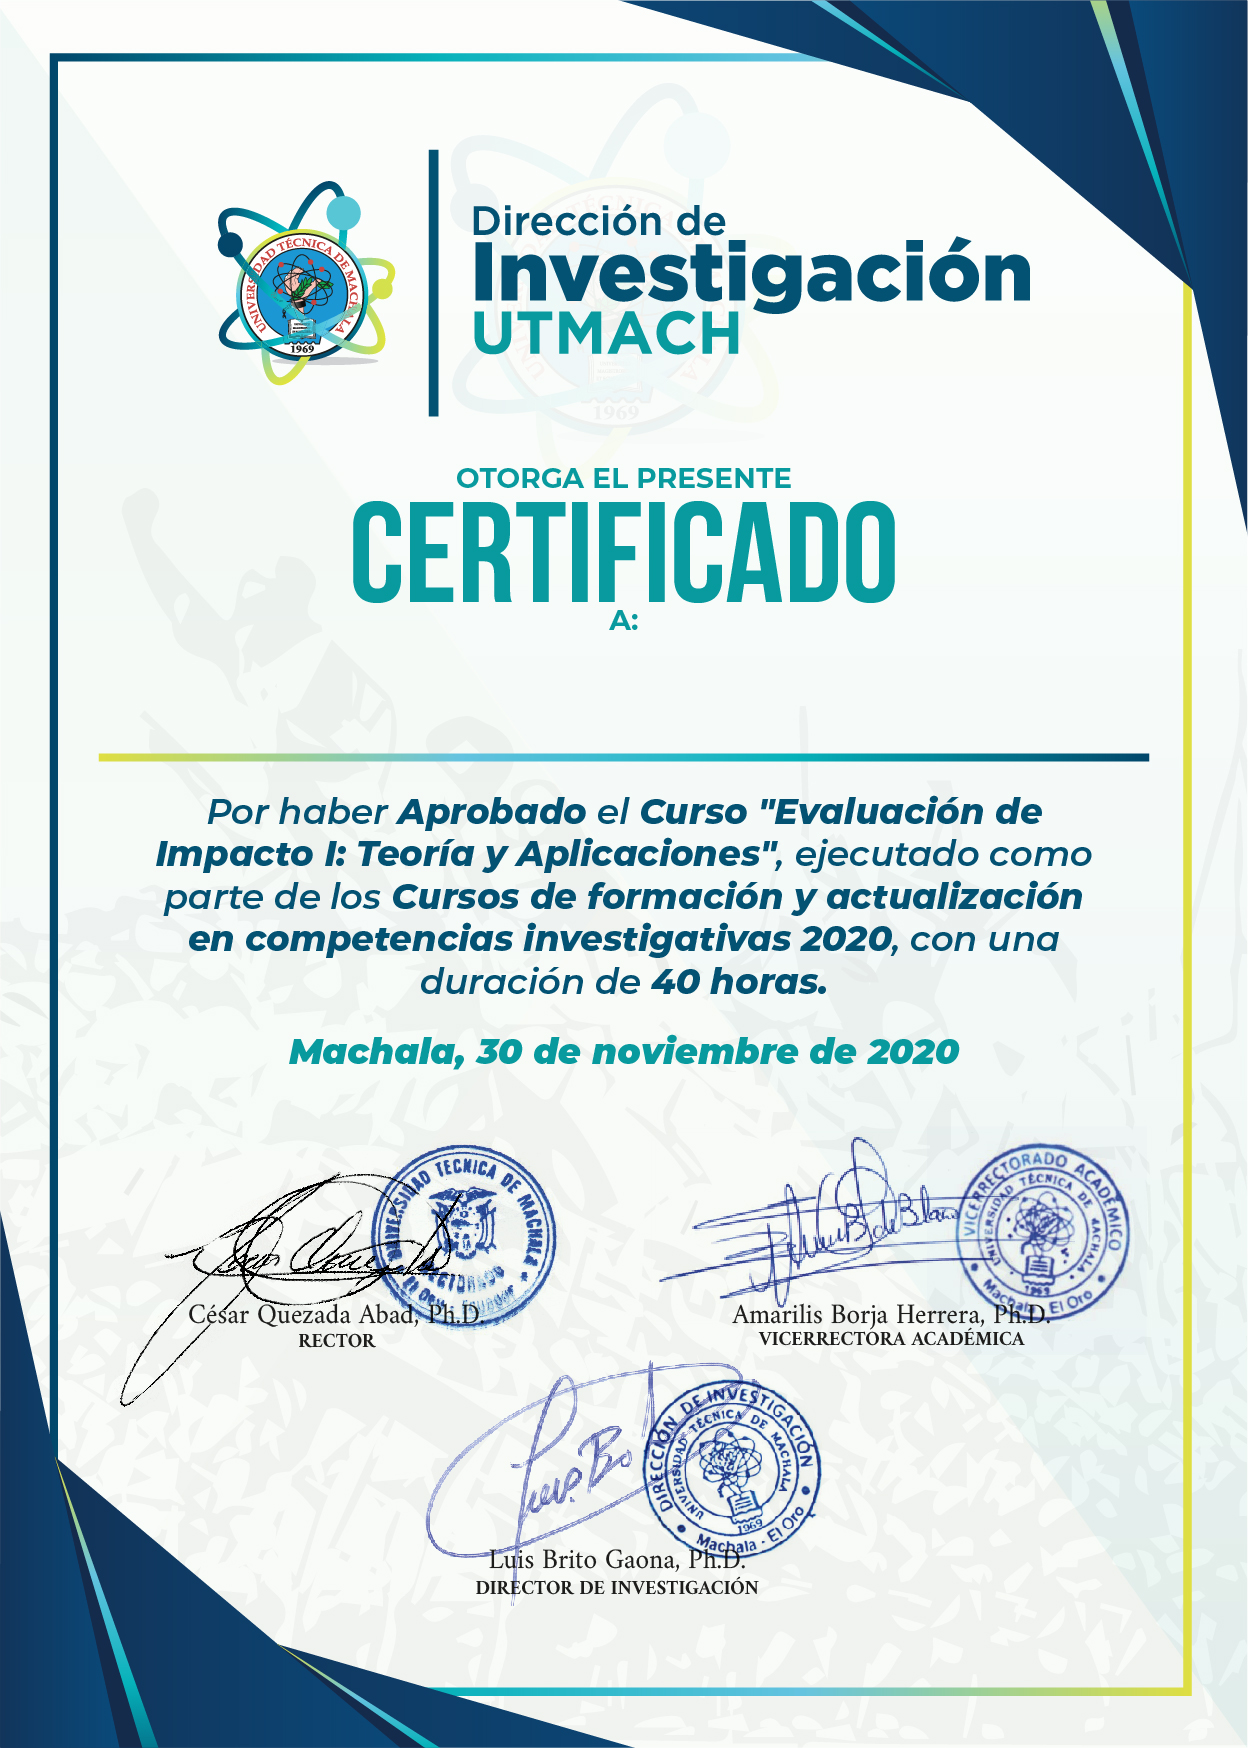 UNIVERSIDAD TÉCNICA DE MACHALA
1969
Dirección de
Investigación
UTMACH
1969
OTORGA EL PRESENTE
CERTIFICADO
A:
Por haber Aprobado el Curso "Evaluación de
Impacto I: Teoría y Aplicaciones", ejecutado como
parte de los Cursos de formación y actualización
en competencias investigativas 2020, con una
duración de 40 horas.
Machala, 30 de noviembre de 2020
UNIVERSIDAD TECNICA DE MACHALA
RECTORADO
VICERRECTORADO ACADÉMICO
UNIVERSIDAD TÉCNICA DE MACHALA
1969
Machala - El Oro
César Quezada Abad, Ph.D.
RECTOR
Amarilis Borja Herrera, Ph.D.
VICERRECTORA ACADÉMICA
DIRECCIÓN DE INVESTIGACIÓN
UNIVERSIDAD TÉCNICA DE MACHALA
1969
Machala - El Oro
Luis Brito Gaona, Ph.D.
DIRECTOR DE INVESTIGACIÓN